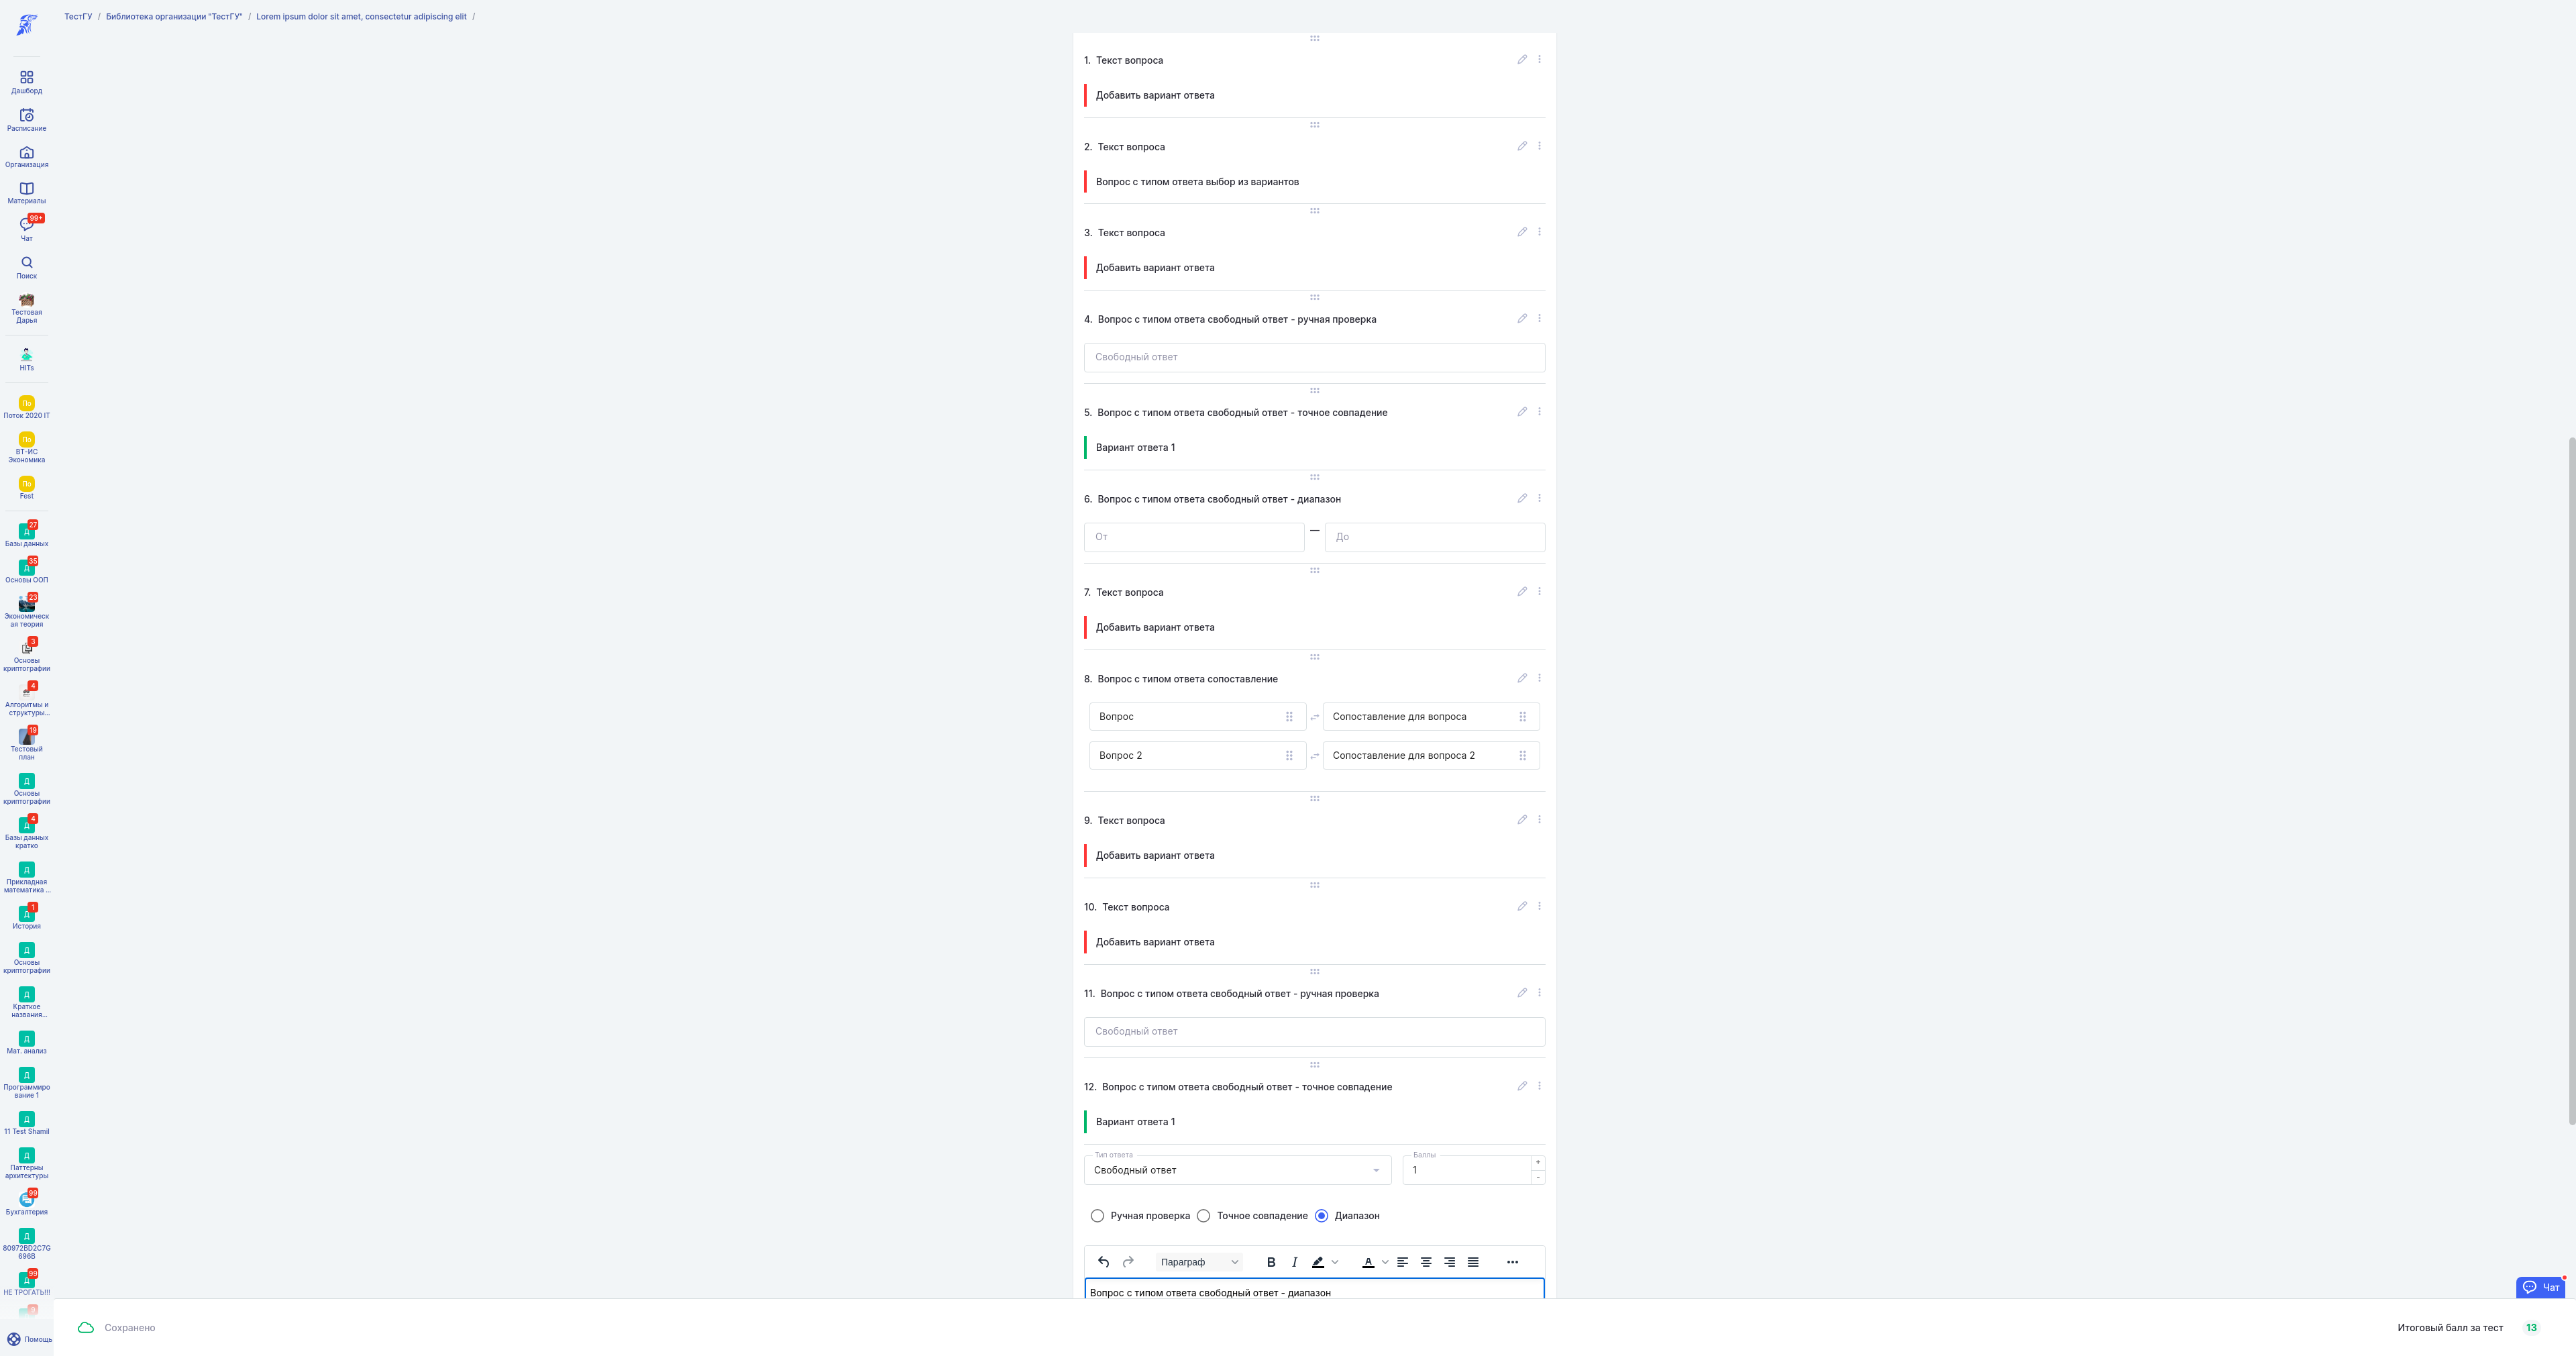 ТестГУ / Библиотека организации "ТестГУ" / Lorem ipsum dolor sit amet, consectetur adipiscing elit /
Дашборд
Расписание
Организация
Материалы
99+
Чат
Поиск
Тестовая
Дарья
HITs
По
Поток 2020 IT
По
ВТ-ИС
Экономика
По
Fest
27
Д
Базы данных
35
Д
Основы ООП
23
Экономическ
ая теория
3
Основы
криптографии
4
Алгоритмы и
структуры...
19
Тестовый
план
Д
Основы
криптографии
4
Д
Базы данных
кратко
Д
Прикладная
математика ...
1
Д
История
Д
Основы
криптографии
Д
Краткое
названия...
Д
Мат. анализ
Д
Программиро
вание 1
Д
11 Test Shamil
Д
Паттерны
архитектуры
99
Бухгалтерия
Д
80972BD2C7G
696B
99
Д
НЕ ТРОГАТЬ!!!
Помощь
1. Текст вопроса
Добавить вариант ответа
2. Текст вопроса
Вопрос с типом ответа выбор из вариантов
3. Текст вопроса
Добавить вариант ответа
4. Вопрос с типом ответа свободный ответ - ручная проверка
Свободный ответ
5. Вопрос с типом ответа свободный ответ - точное совпадение
Вариант ответа 1
6. Вопрос с типом ответа свободный ответ - диапазон
От — До
7. Текст вопроса
Добавить вариант ответа
8. Вопрос с типом ответа сопоставление
Вопрос Сопоставление для вопроса
Вопрос 2 Сопоставление для вопроса 2
9. Текст вопроса
Добавить вариант ответа
10. Текст вопроса
Добавить вариант ответа
11. Вопрос с типом ответа свободный ответ - ручная проверка
Свободный ответ
12. Вопрос с типом ответа свободный ответ - точное совпадение
Вариант ответа 1
Тип ответа Баллы
Свободный ответ 1 + -
Ручная проверка Точное совпадение Диапазон
Параграф B I A
Вопрос с типом ответа свободный ответ - диапазон
Чат
Сохранено
Итоговый балл за тест 13